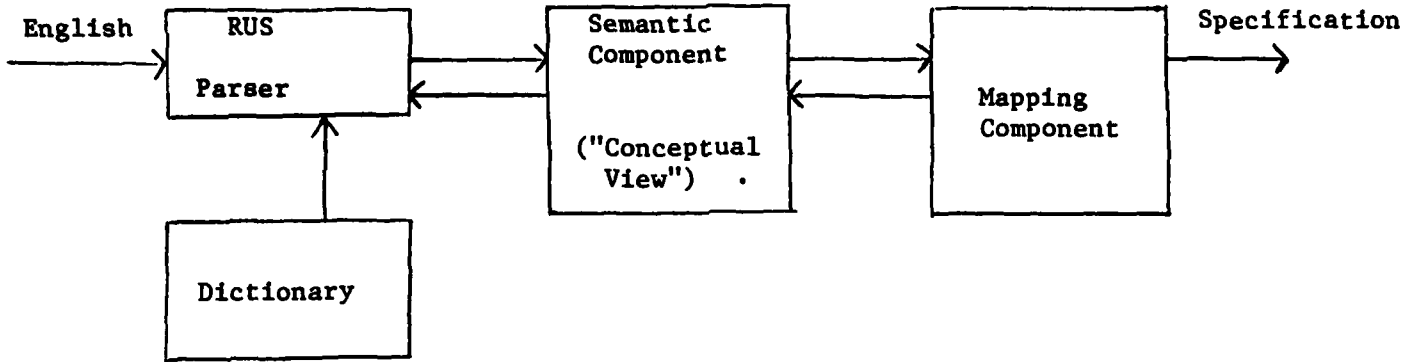 English
RUS
Parser
Semantic
Component
("Conceptual
View")
Mapping
Component
Specification
Dictionary